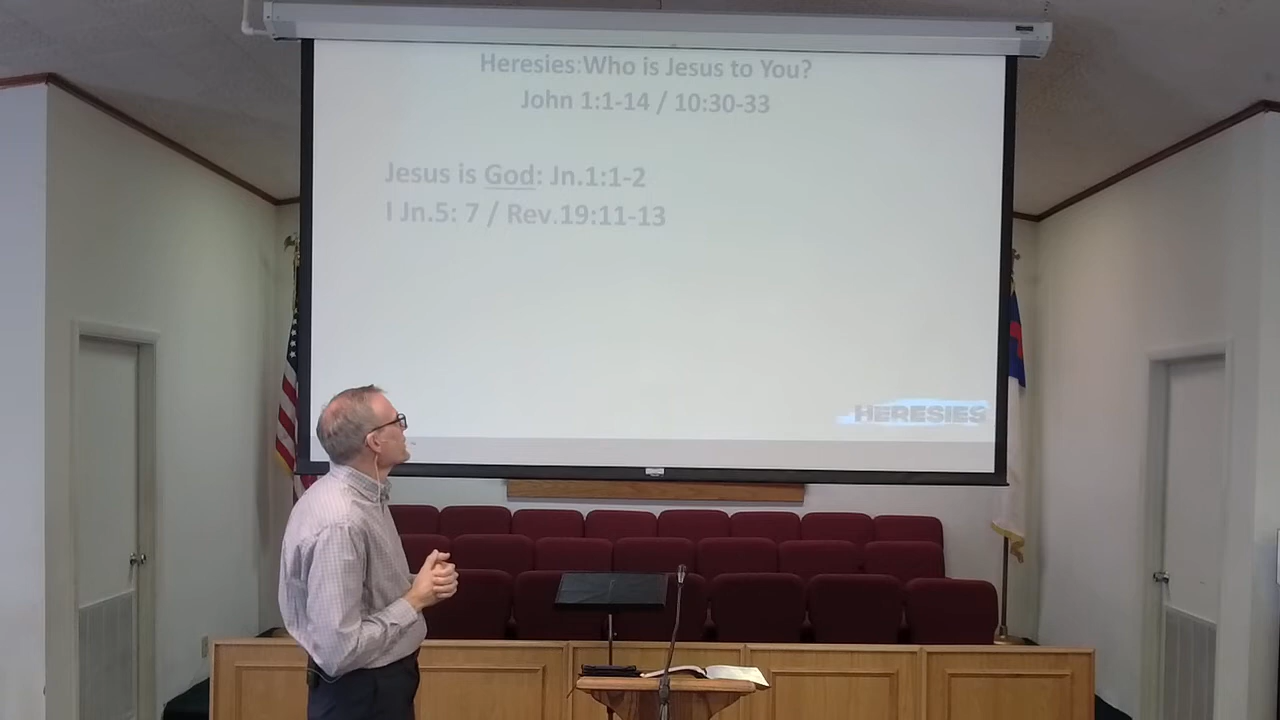 Heresies:Who is Jesus to You?
John 1:1-14 / 10:30-33
Jesus is God: Jn.1:1-2
I Jn.5: 7 / Rev.19:11-13
HERESIES